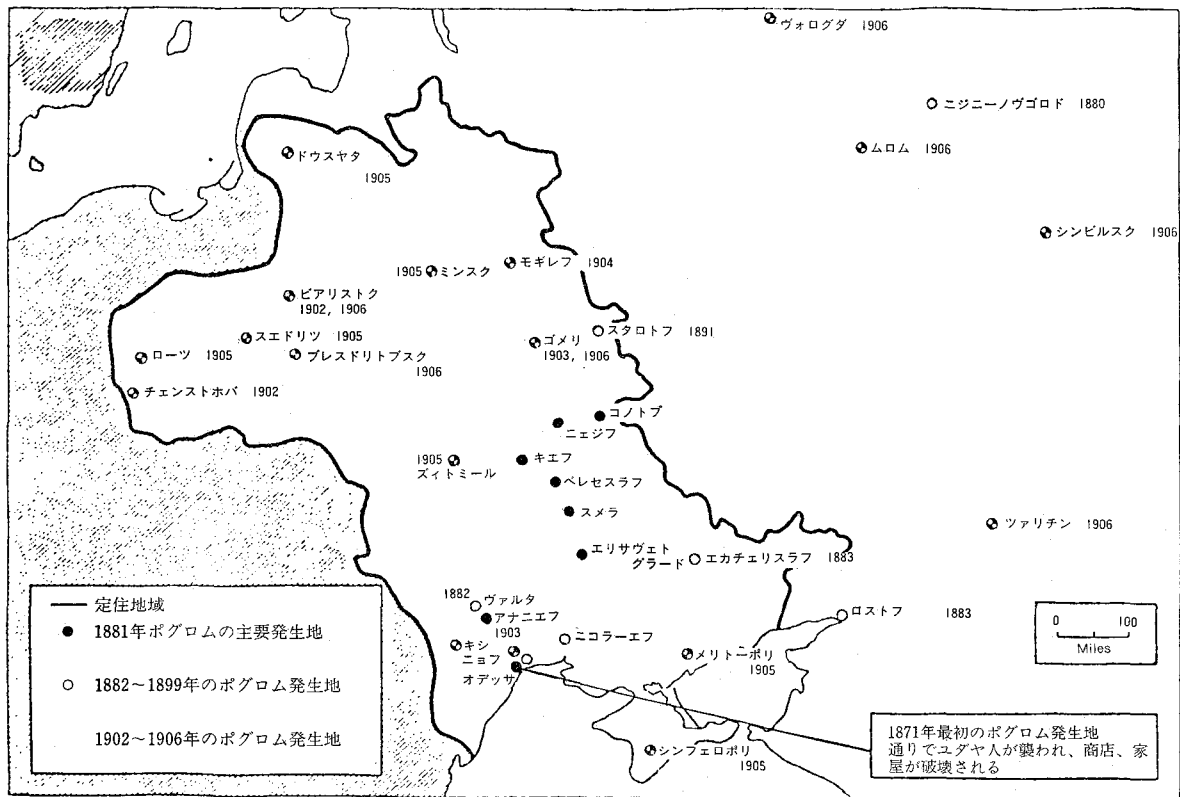 ヴォログダ 1906
ニジニーノヴゴロド 1880
ムロム 1906
ドウスヤタ
1905
シンビルスク 1906
モギレフ 1904
1905 ミンスク
ビアリストク
1902, 1906
スタロトフ 1891
スエドリツ 1905
ゴメリ
1903, 1906
ローツ 1905
ブレスドリトブスク
1906
チェンストホバ 1902
コノトプ
ニェジフ
1905
ズィトミール
キエフ
ペレセスラフ
スメラ
ツァリチン 1906
エリサヴェト
グラード
エカチェリスラフ 1883
1882
ヴァルタ
アナニエフ
1903
ロストフ 1883
キシ
ニョフ
ニコラーエフ
オデッサ
メリトーポリ
1905
シンフェロポリ
1905
定住地域
1881年ポグロムの主要発生地
1882〜1899年のポグロム発生地
1902〜1906年のポグロム発生地
0 100
Miles
1871年最初のポグロム発生地
通りでユダヤ人が襲われ、商店、家
屋が破壊される